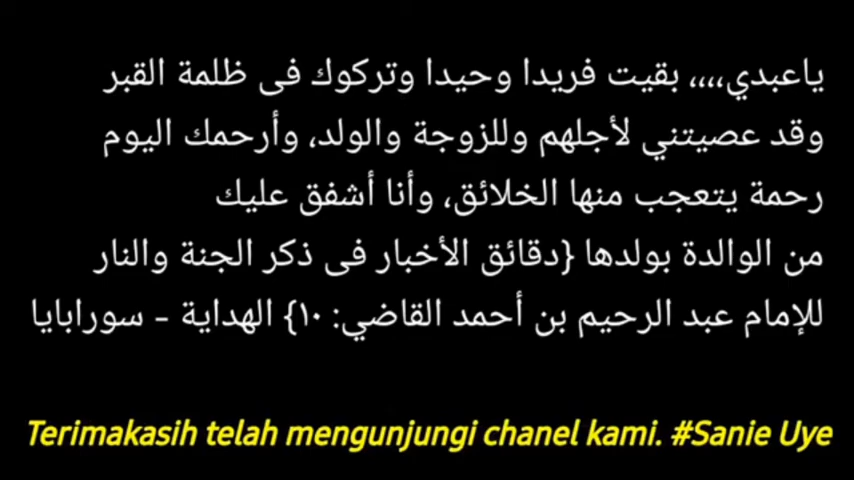 ياعبدي,,,, بقيت فريدا وحيدا وتركوك فى ظلمة القبر
وقد عصيتني لأجلهم وللزوجة والولد، وأرحمك اليوم
رحمة يتعجب منها الخلائق، وأنا أشفق عليك
من الوالدة بولدها {دقائق الأخبار فى ذكر الجنة والنار
للإمام عبد الرحيم بن أحمد القاضي: ١٠} الهداية - سورابايا
Terimakasih telah mengunjungi chanel kami. #Sanie Uye